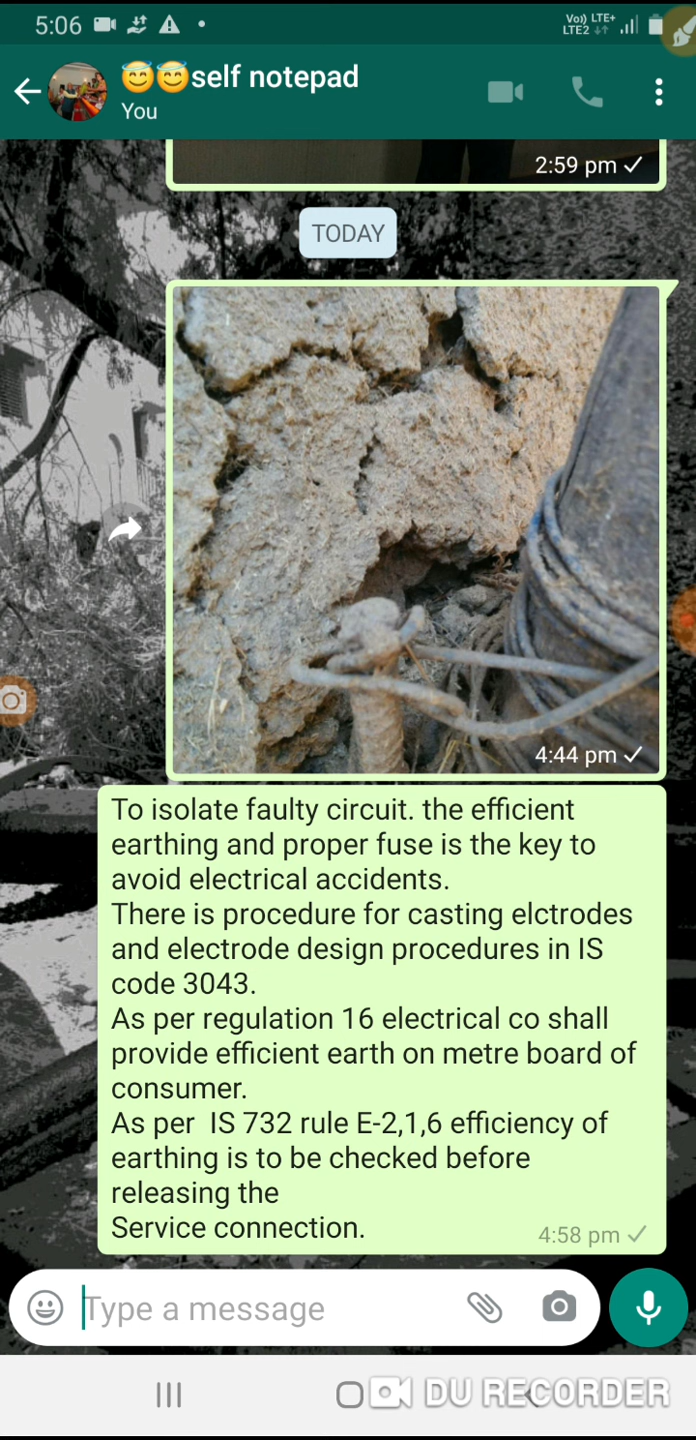 5:06
Vo)) LTE+
LTE2
😇😇self notepad
You
2:59 pm
TODAY
4:44 pm
To isolate faulty circuit. the efficient
earthing and proper fuse is the key to
avoid electrical accidents.
There is procedure for casting elctrodes
and electrode design procedures in IS
code 3043.
As per regulation 16 electrical co shall
provide efficient earth on metre board of
consumer.
As per  IS 732 rule E-2,1,6 efficiency of
earthing is to be checked before
releasing the
Service connection.
4:58 pm
Type a message
DU RECORDER